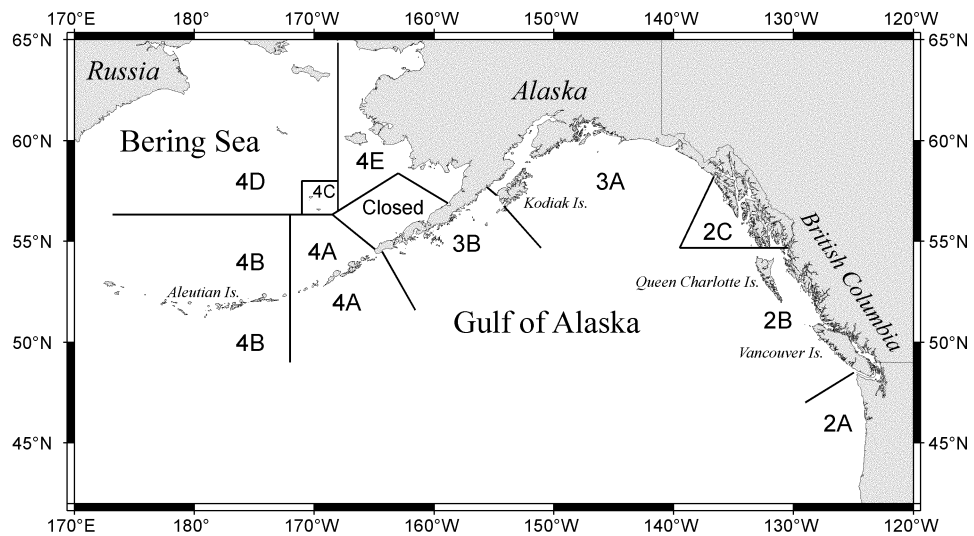 170°E 180° 170°W 160°W 150°W 140°W 130°W 120°W
65°N 65°N
Russia
Alaska
Bering Sea
60°N 60°N
4E
4D
4C
3A
Closed
Kodiak Is.
British Columbia
2C
3B
55°N 55°N
4A
4B
Queen Charlotte Is.
Aleutian Is.
4A
2B
Gulf of Alaska
50°N 4B 50°N
Vancouver Is.
2A
45°N 45°N
170°E 180° 170°W 160°W 150°W 140°W 130°W 120°W